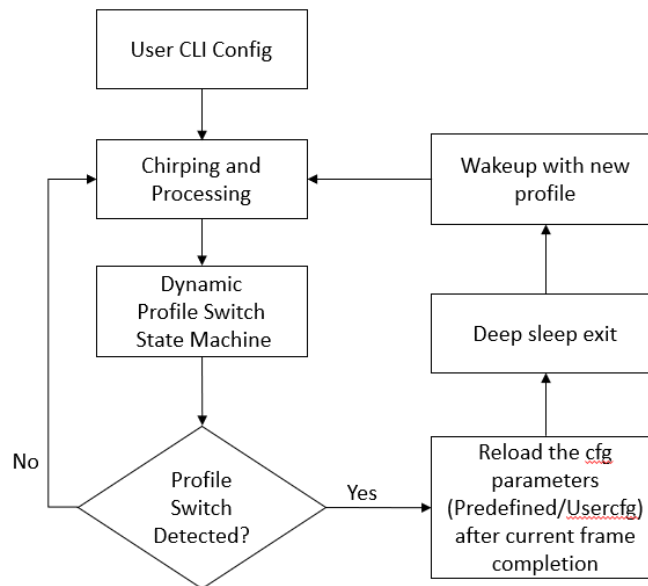 User CLI Config
Chirping and
Processing
Wakeup with new
profile
Dynamic
Profile Switch
State Machine
Deep sleep exit
No
Profile
Switch
Detected?
Yes
Reload the cfg
parameters
(Predefined/Usercfg)
after current frame
completion